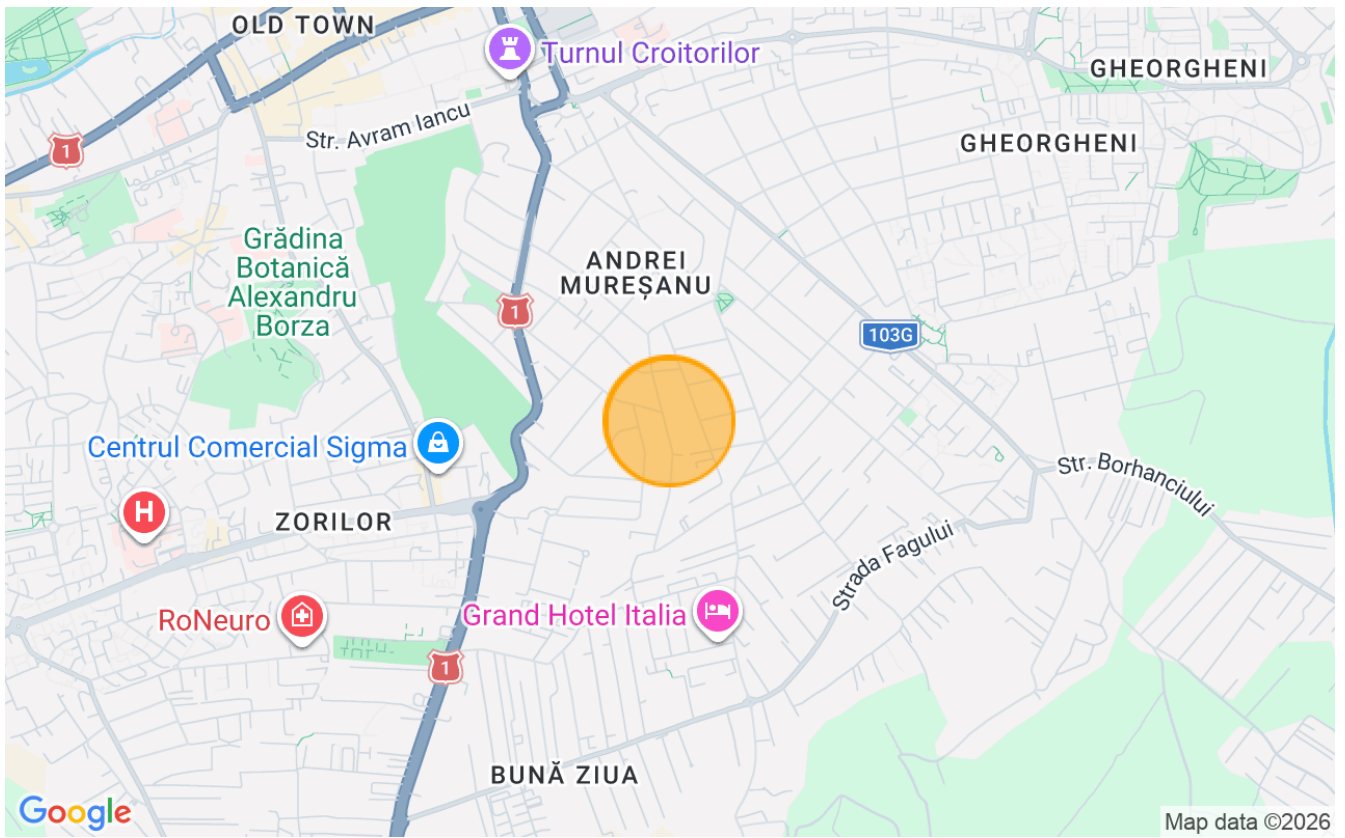 OLD TOWN
Turnul Croitorilor
GHEORGHENI
Str. Avram Iancu
1
GHEORGHENI
Grădina
Botanică
Alexandru
Borza
ANDREI
MUREȘANU
1
103G
Centrul Comercial Sigma
Str. Borhanciului
H
ZORILOR
Strada Fagului
RoNeuro
Grand Hotel Italia
1
BUNĂ ZIUA
Google
Map data ©2026